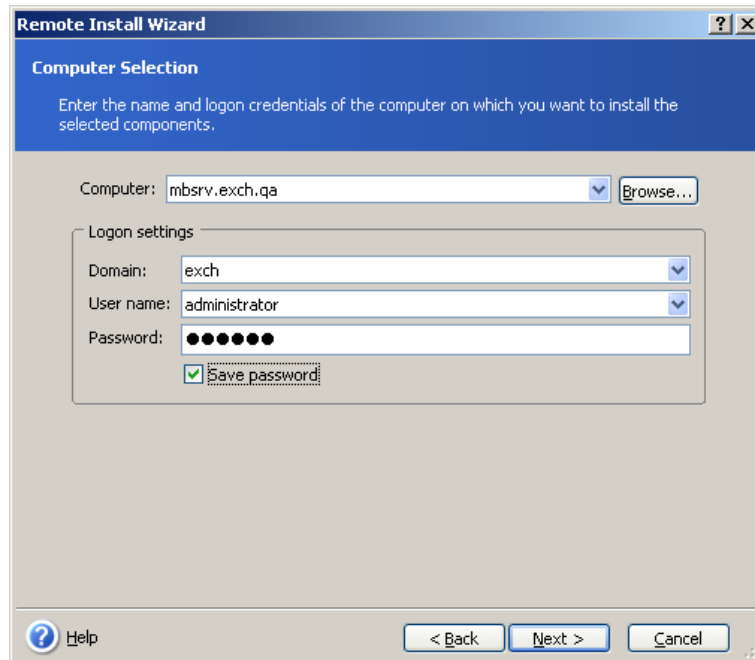 Remote Install Wizard
Computer Selection
Enter the name and logon credentials of the computer on which you want to install the
selected components.
Computer: mbsrv.exch.qa Browse...
Logon settings
Domain: exch
User name: administrator
Password: ●●●●●●
Save password
Help < Back Next > Cancel